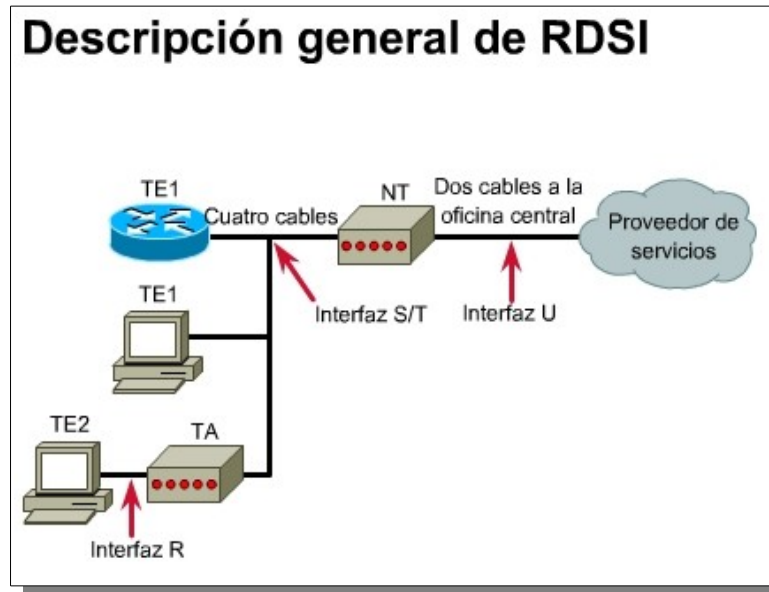 Descripción general de RDSI
TE1
Cuatro cables
NT
Dos cables a la
oficina central
Proveedor de
servicios
Interfaz S/T
Interfaz U
TE1
TE2
TA
Interfaz R